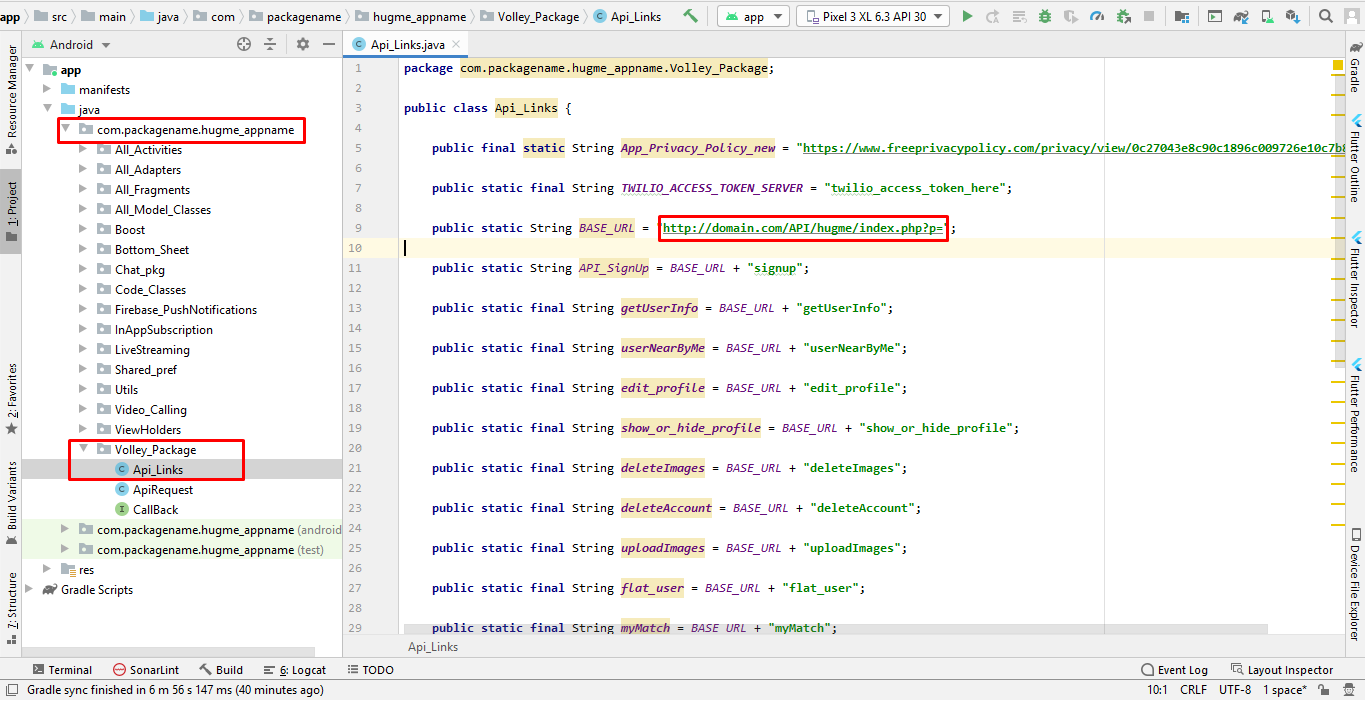 app src main java com packagename hugme_appname Volley_Package Api_Links app Pixel 3 XL 6.3 API 30
Android
Api_Links.java
Resource Manager
1: Project
2: Favorites
Build Variants
7: Structure
app
manifests
java
com.packagename.hugme_appname
All_Activities
All_Adapters
All_Fragments
All_Model_Classes
Boost
Bottom_Sheet
Chat_pkg
Code_Classes
Firebase_PushNotifications
InAppSubscription
LiveStreaming
Shared_pref
Utils
Video_Calling
ViewHolders
Volley_Package
Api_Links
ApiRequest
CallBack
com.packagename.hugme_appname (android
com.packagename.hugme_appname (test)
res
Gradle Scripts
1 package com.packagename.hugme_appname.Volley_Package;
2
3 public class Api_Links {
4
5 public final static String App_Privacy_Policy_new = "https://www.freeprivacypolicy.com/privacy/view/0c27043e8c90c1896c009726e10c7b8
6
7 public static final String TWILIO_ACCESS_TOKEN_SERVER = "twilio_access_token_here";
8
9 public static String BASE_URL = "http://domain.com/API/hugme/index.php?p=";
10
11 public static String API_SignUp = BASE_URL + "signup";
12
13 public static final String getUserInfo = BASE_URL + "getUserInfo";
14
15 public static final String userNearByMe = BASE_URL + "userNearByMe";
16
17 public static final String edit_profile = BASE_URL + "edit_profile";
18
19 public static final String show_or_hide_profile = BASE_URL + "show_or_hide_profile";
20
21 public static final String deleteImages = BASE_URL + "deleteImages";
22
23 public static final String deleteAccount = BASE_URL + "deleteAccount";
24
25 public static final String uploadImages = BASE_URL + "uploadImages";
26
27 public static final String flat_user = BASE_URL + "flat_user";
28
29 public static final String myMatch = BASE_URL + "myMatch";
Api_Links
Gradle
Flutter Outline
Flutter Inspector
Flutter Performance
Device File Explorer
Terminal SonarLint Build 6: Logcat TODO Event Log Layout Inspector
Gradle sync finished in 6 m 56 s 147 ms (40 minutes ago) 10:1 CRLF UTF-8 1 space*